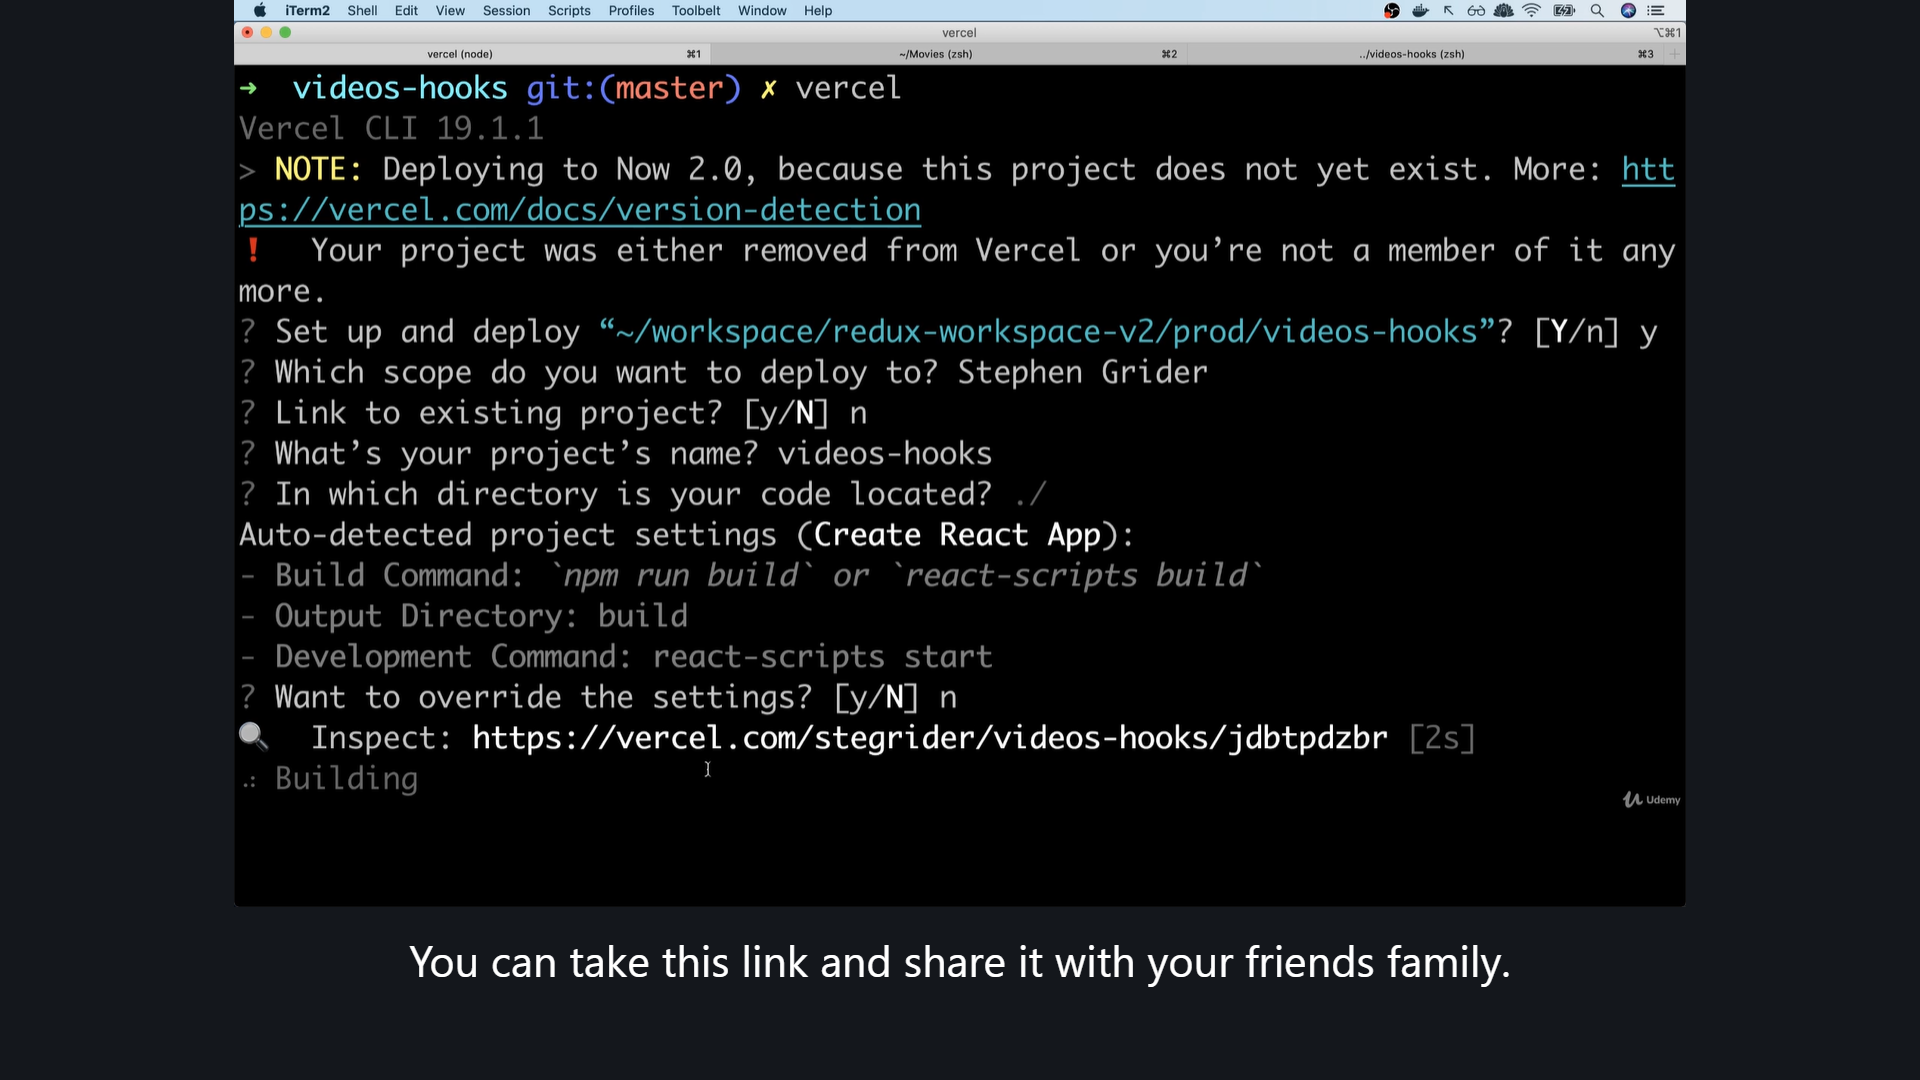 iTerm2 Shell Edit View Session Scripts Profiles Toolbelt Window Help
vercel ⌥⌘1
vercel (node) ⌘1 ~/Movies (zsh) ⌘2 ../videos-hooks (zsh) ⌘3
➜ videos-hooks git:(master) ✗ vercel
Vercel CLI 19.1.1
> NOTE: Deploying to Now 2.0, because this project does not yet exist. More: htt
ps://vercel.com/docs/version-detection
❗ Your project was either removed from Vercel or you’re not a member of it any
more.
? Set up and deploy “~/workspace/redux-workspace-v2/prod/videos-hooks”? [Y/n] y
? Which scope do you want to deploy to? Stephen Grider
? Link to existing project? [y/N] n
? What’s your project’s name? videos-hooks
? In which directory is your code located? ./
Auto-detected project settings (Create React App):
- Build Command: `npm run build` or `react-scripts build`
- Output Directory: build
- Development Command: react-scripts start
? Want to override the settings? [y/N] n
🔍 Inspect: https://vercel.com/stegrider/videos-hooks/jdbtpdzbr [2s]
Building
Udemy
You can take this link and share it with your friends family.